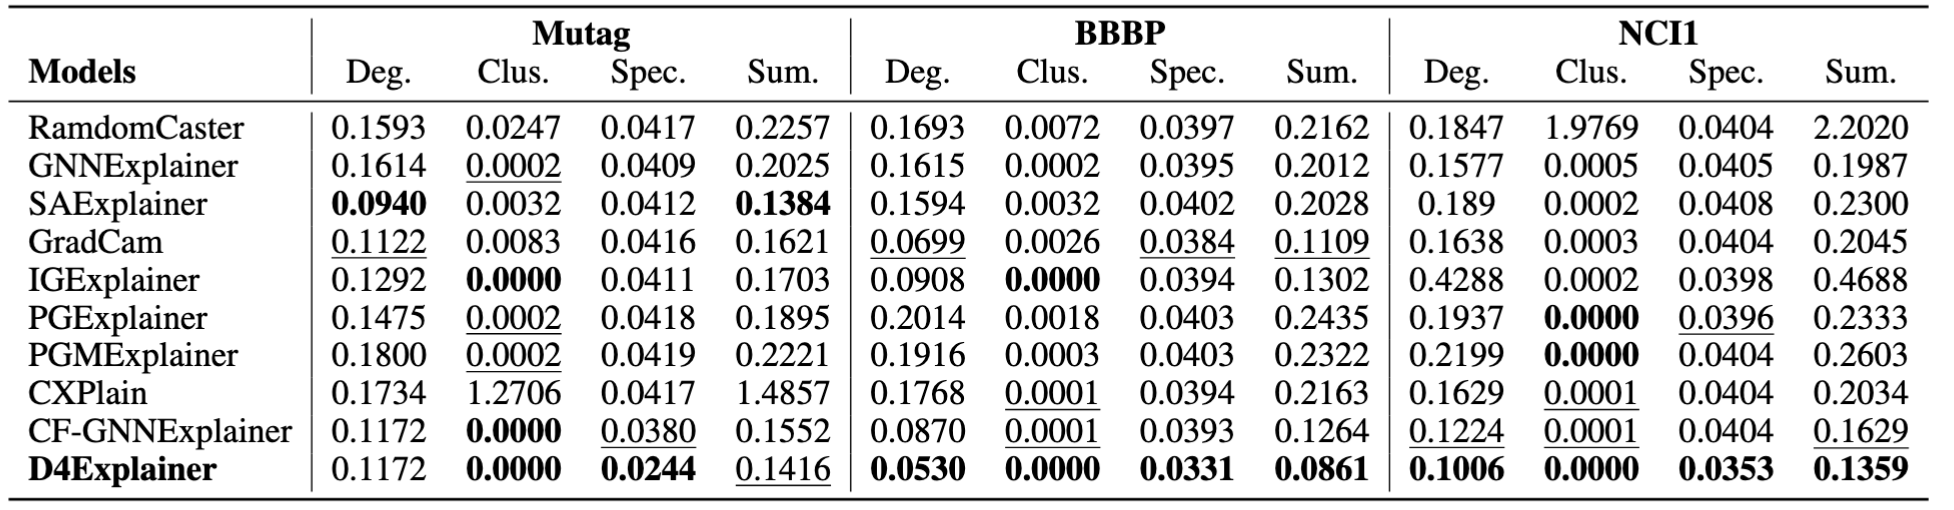 Mutag BBBP NCI1
Models Deg. Clus. Spec. Sum. Deg. Clus. Spec. Sum. Deg. Clus. Spec. Sum.
RamdomCaster 0.1593 0.0247 0.0417 0.2257 0.1693 0.0072 0.0397 0.2162 0.1847 1.9769 0.0404 2.2020
GNNExplainer 0.1614 0.0002 0.0409 0.2025 0.1615 0.0002 0.0395 0.2012 0.1577 0.0005 0.0405 0.1987
SAExplainer 0.0940 0.0032 0.0412 0.1384 0.1594 0.0032 0.0402 0.2028 0.189 0.0002 0.0408 0.2300
GradCam 0.1122 0.0083 0.0416 0.1621 0.0699 0.0026 0.0384 0.1109 0.1638 0.0003 0.0404 0.2045
IGExplainer 0.1292 0.0000 0.0411 0.1703 0.0908 0.0000 0.0394 0.1302 0.4288 0.0002 0.0398 0.4688
PGExplainer 0.1475 0.0002 0.0418 0.1895 0.2014 0.0018 0.0403 0.2435 0.1937 0.0000 0.0396 0.2333
PGMExplainer 0.1800 0.0002 0.0419 0.2221 0.1916 0.0003 0.0403 0.2322 0.2199 0.0000 0.0404 0.2603
CXPlain 0.1734 1.2706 0.0417 1.4857 0.1768 0.0001 0.0394 0.2163 0.1629 0.0001 0.0404 0.2034
CF-GNNExplainer 0.1172 0.0000 0.0380 0.1552 0.0870 0.0001 0.0393 0.1264 0.1224 0.0001 0.0404 0.1629
D4Explainer 0.1172 0.0000 0.0244 0.1416 0.0530 0.0000 0.0331 0.0861 0.1006 0.0000 0.0353 0.1359